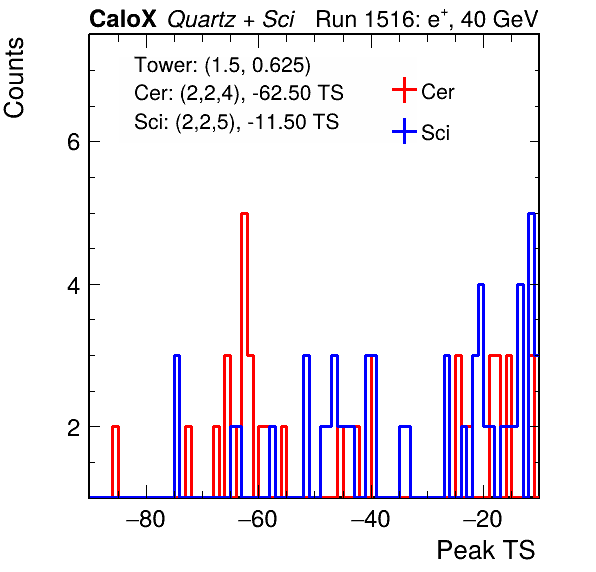 CaloX Quartz + Sci Run 1516: e+, 40 GeV
Counts
Tower: (1.5, 0.625)
Cer: (2,2,4), -62.50 TS
Sci: (2,2,5), -11.50 TS
Cer
Sci
6
4
2
−80 −60 −40 −20
Peak TS